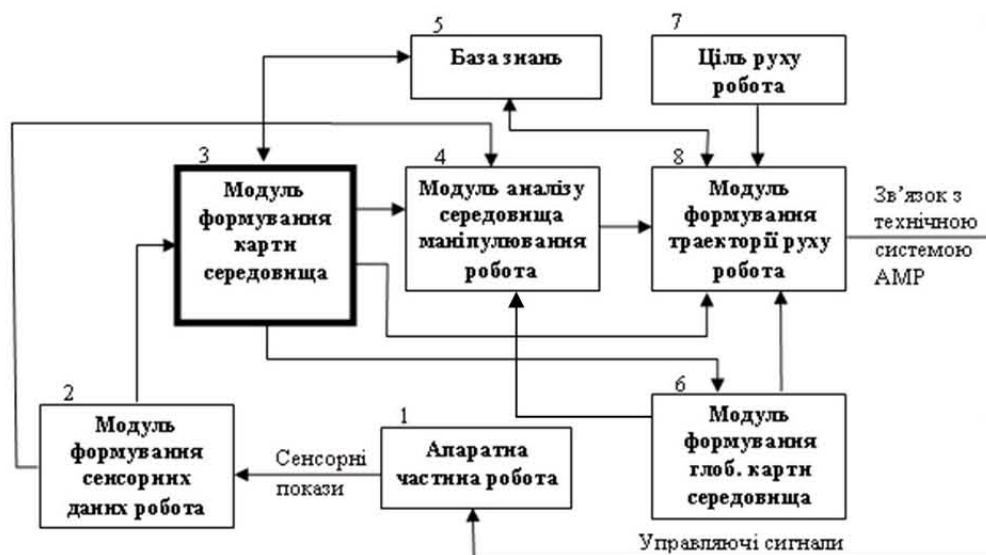 5
База знань
7
Ціль руху
робота
3
Модуль
формування
карти
середовища
4
Модуль аналізу
середовища
маніпулювання
робота
8
Модуль
формування
траекторії руху
робота
Зв’язок з
технічною
системою
АМР
2
Модуль
формування
сенсорних
даних робота
Сенсорні
покази
1
Апаратна
частина робота
6
Модуль
формування
глоб. карти
середовища
Управляючі сигнали